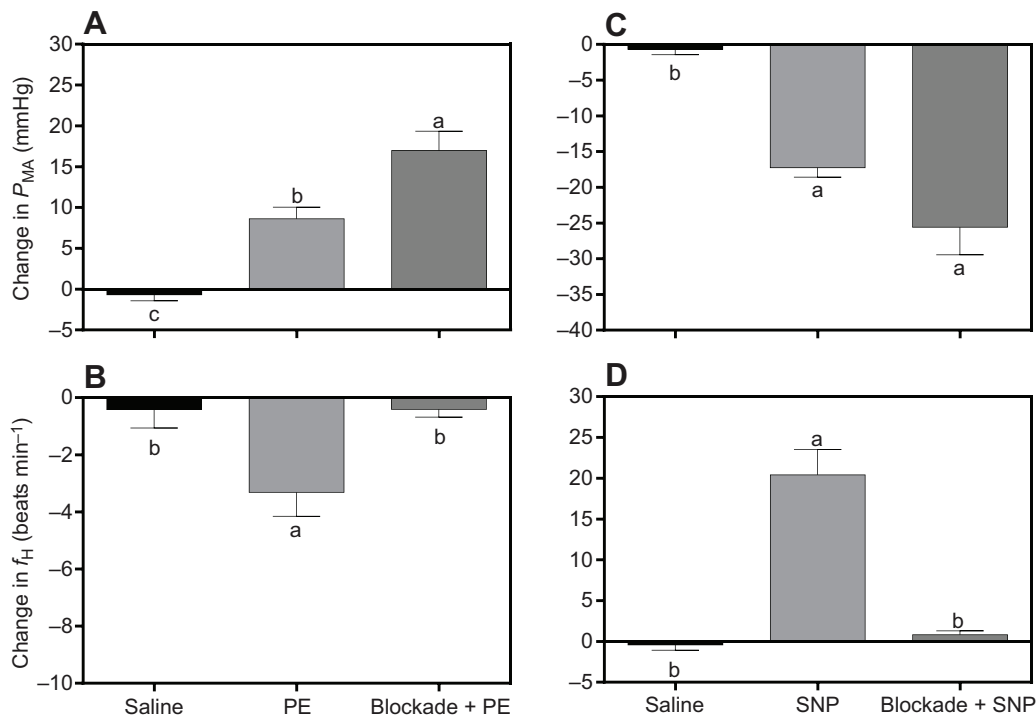 A
Change in PMA (mmHg)
30
25
20
15
10
5
0
–5
c
b
a
C
0
–5
–10
–15
–20
–25
–30
–35
–40
b
a
a
B
Change in fH (beats min⁻¹)
0
–2
–4
–6
–8
–10
b
a
b
Saline PE Blockade + PE
D
30
25
20
15
10
5
0
–5
b
a
b
Saline SNP Blockade + SNP